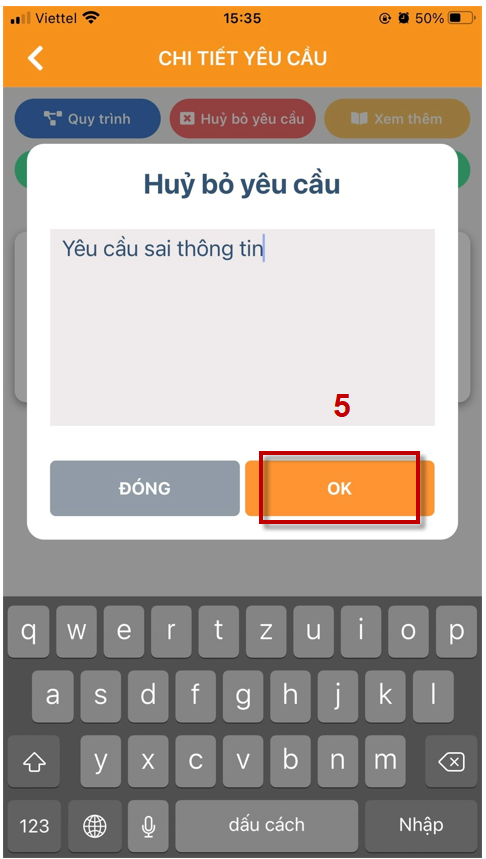 Viettel 15:35 50%
CHI TIẾT YÊU CẦU
Quy trình Huỷ bỏ yêu cầu Xem thêm
Huỷ bỏ yêu cầu
Yêu cầu sai thông tin
5
ĐÓNG OK
q w e r t z u i o p
a s d f g h j k l
y x c v b n m
123 dấu cách Nhập